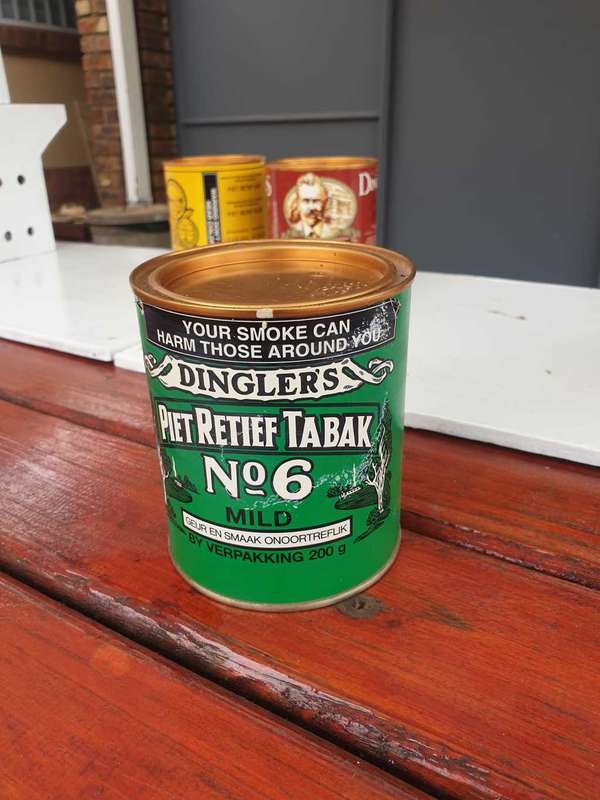 YOUR SMOKE CAN
HARM THOSE AROUND YOU
DINGLER'S
PIET RETIEF TABAK
No6
MILD
GEUR EN SMAAK ONOORTREFLIK
BY VERPAKKING 200 g